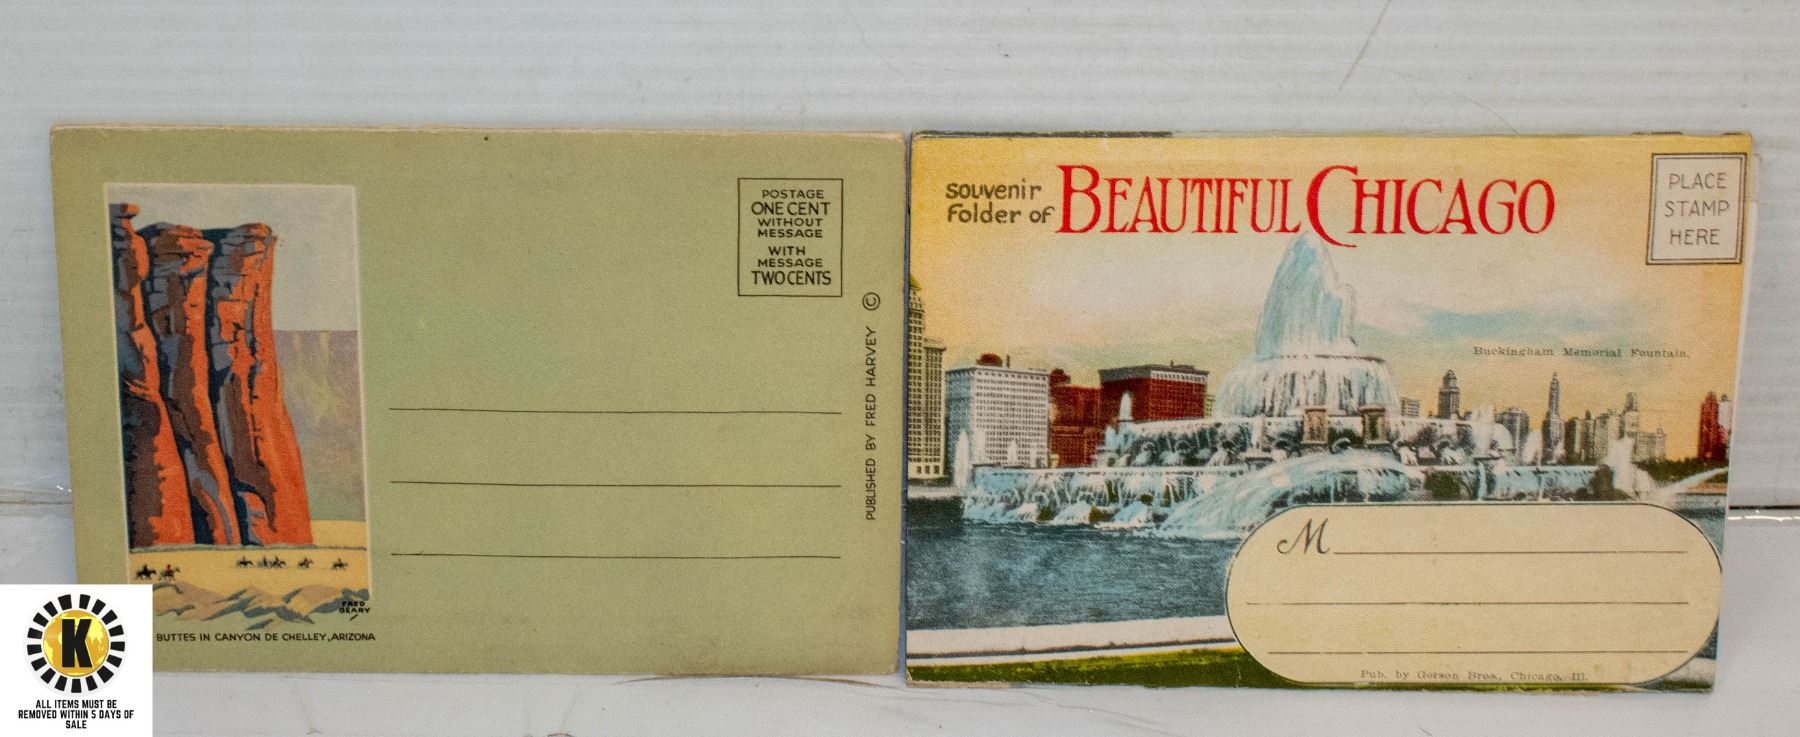 POSTAGE
ONE CENT
WITHOUT
MESSAGE
WITH
MESSAGE
TWO CENTS
PUBLISHED BY FRED HARVEY ©
FRED
GEARY
BUTTES IN CANYON DE CHELLEY, ARIZONA
souvenir
folder of BEAUTIFUL CHICAGO
PLACE
STAMP
HERE
Buckingham Memorial Fountain.
M
Pub. by Gerson Bros., Chicago, Ill.
K
ALL ITEMS MUST BE
REMOVED WITHIN 5 DAYS OF
SALE